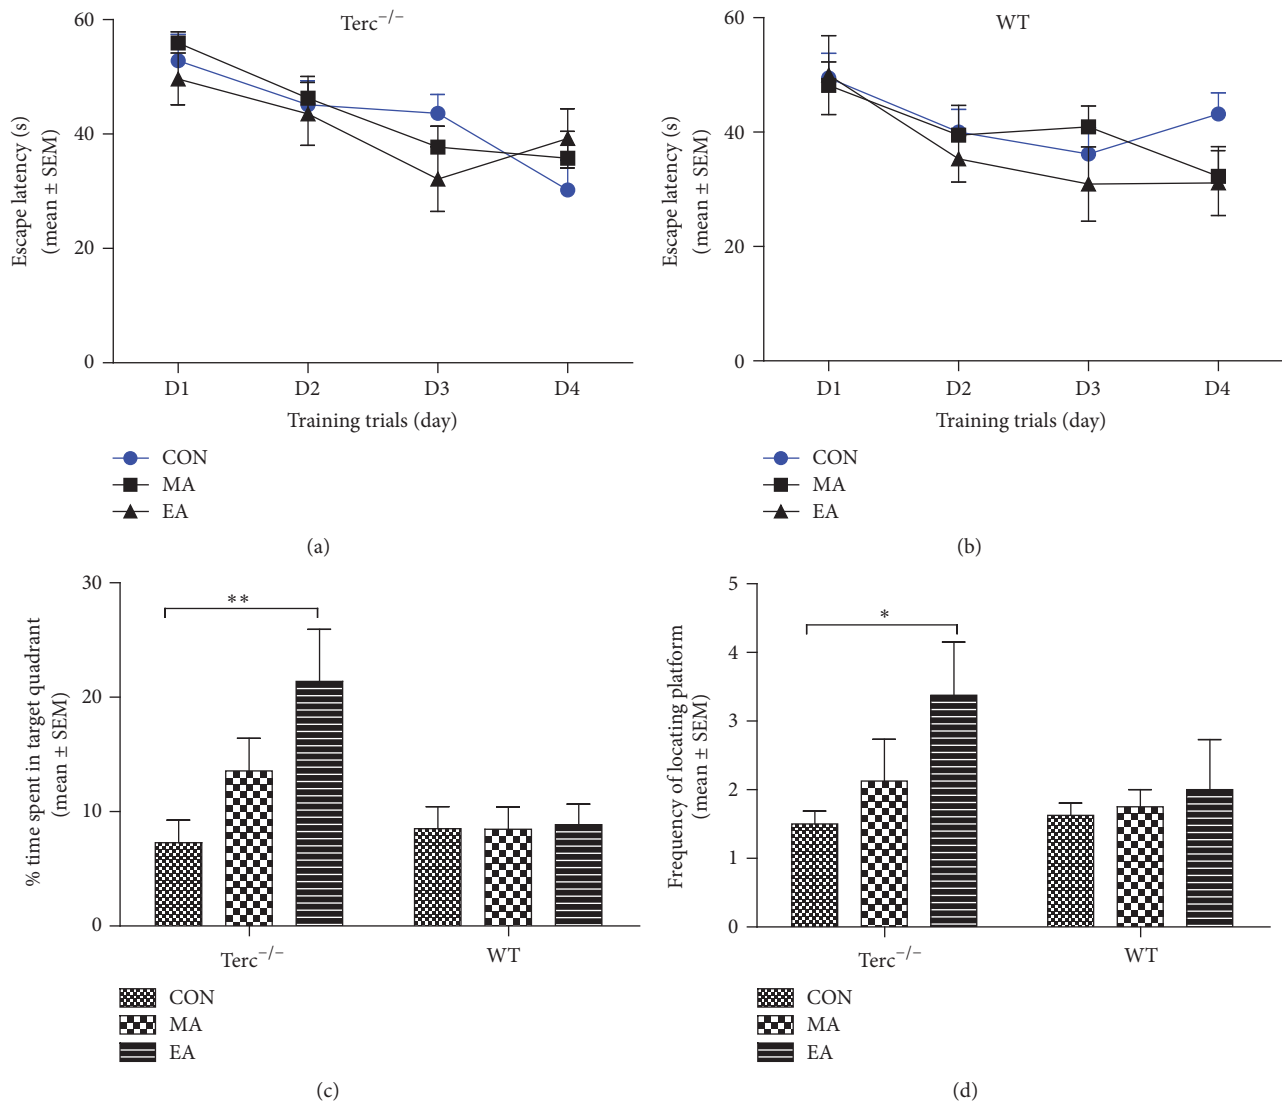 Terc−/−
Escape latency (s)
(mean ± SEM)
60
40
20
0
D1 D2 D3 D4
Training trials (day)
CON
MA
EA
(a)
WT
Escape latency (s)
(mean ± SEM)
60
40
20
0
D1 D2 D3 D4
Training trials (day)
CON
MA
EA
(b)
% time spent in target quadrant
(mean ± SEM)
30
20
10
0
**
Terc−/− WT
CON
MA
EA
(c)
Frequency of locating platform
(mean ± SEM)
5
4
3
2
1
0
*
Terc−/− WT
CON
MA
EA
(d)